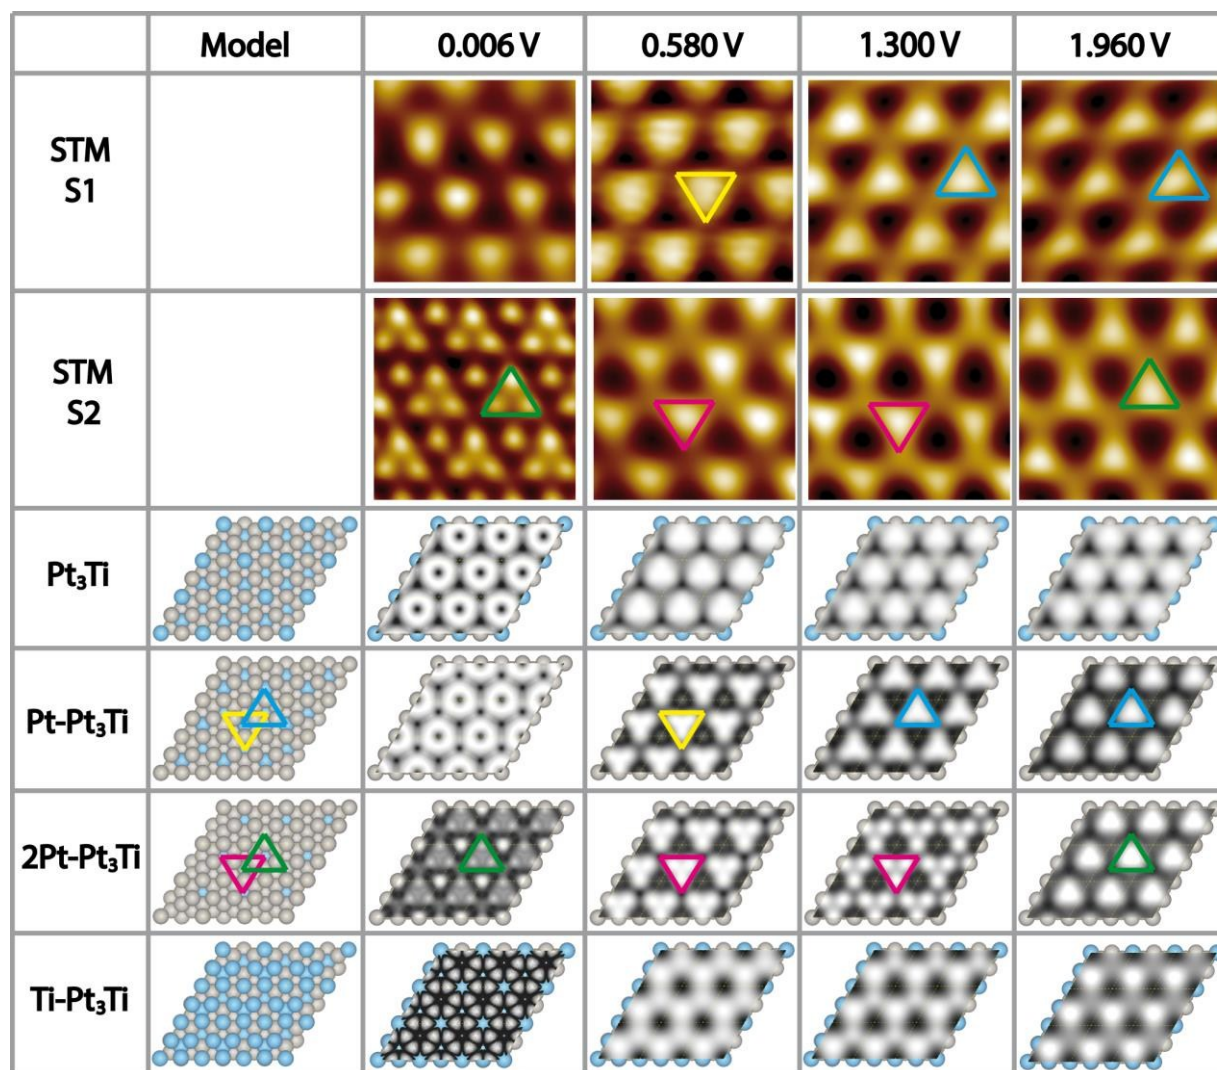 Model 0.006 V 0.580 V 1.300 V 1.960 V
STM
S1
STM
S2
Pt₃Ti
Pt-Pt₃Ti
2Pt-Pt₃Ti
Ti-Pt₃Ti